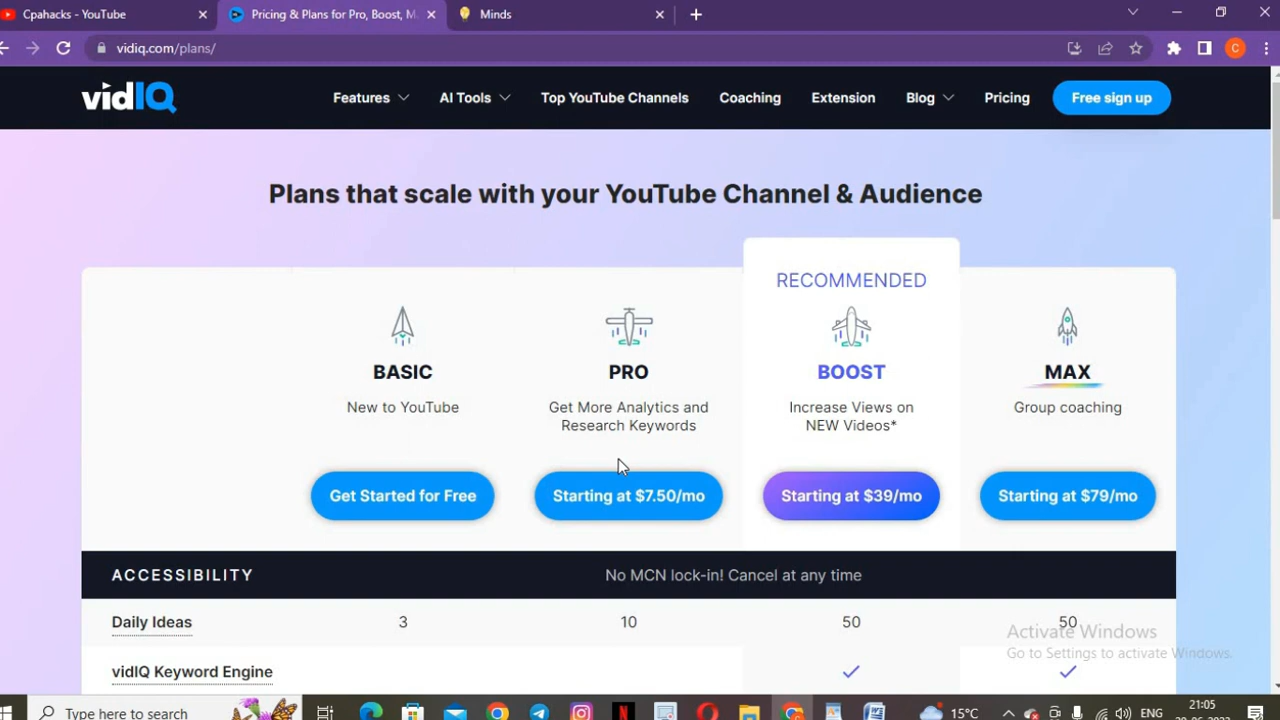 Cpahacks - YouTube
Pricing & Plans for Pro, Boost, M
Minds
vidiq.com/plans/
C
vidIQ
Features
AI Tools
Top YouTube Channels
Coaching
Extension
Blog
Pricing
Free sign up
Plans that scale with your YouTube Channel & Audience
RECOMMENDED
BASIC
PRO
BOOST
MAX
New to YouTube
Get More Analytics and
Research Keywords
Increase Views on
NEW Videos*
Group coaching
Get Started for Free
Starting at $7.50/mo
Starting at $39/mo
Starting at $79/mo
ACCESSIBILITY
No MCN lock-in! Cancel at any time
Daily Ideas
3
10
50
50
vidIQ Keyword Engine
Activate Windows
Go to Settings to activate Windows.
Type here to search
15°C
ENG
21:05